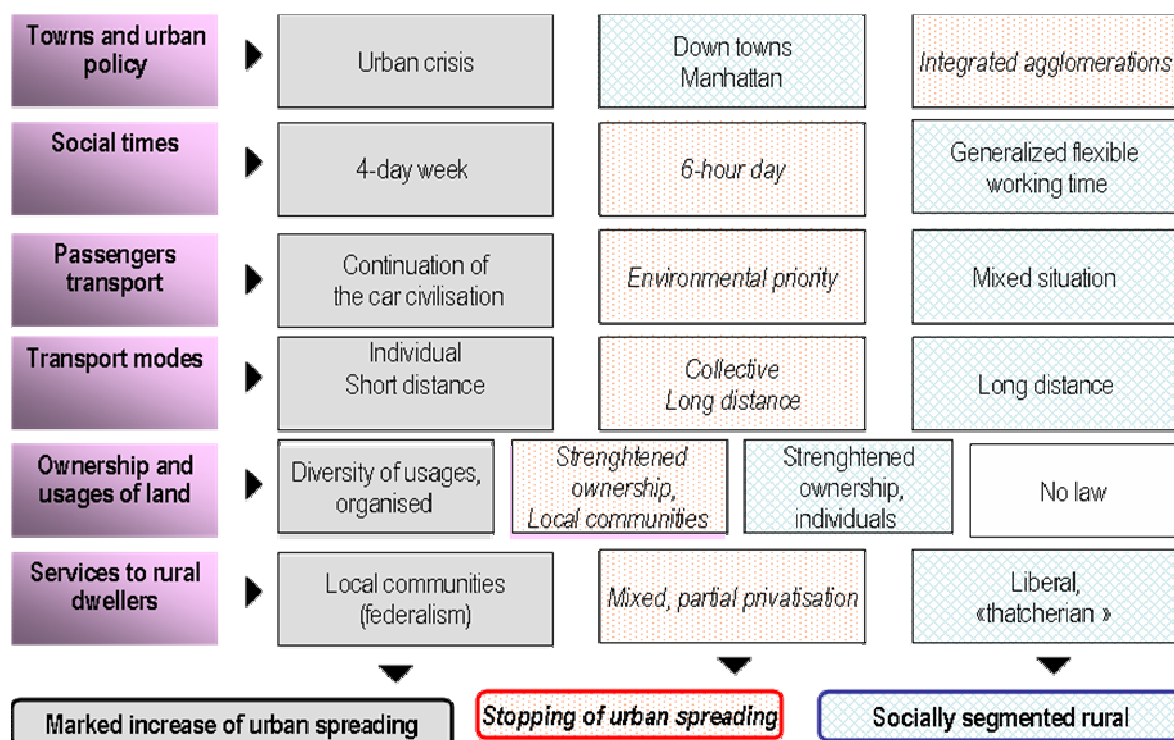 Towns and urban
policy
Urban crisis
Down towns
Manhattan
Integrated agglomerations
Social times
4-day week
6-hour day
Generalized flexible
working time
Passengers
transport
Continuation of
the car civilisation
Environmental priority
Mixed situation
Transport modes
Individual
Short distance
Collective
Long distance
Long distance
Ownership and
usages of land
Diversity of usages,
organised
Strenghtened
ownership,
Local communities
Strenghtened
ownership,
individuals
No law
Services to rural
dwellers
Local communities
(federalism)
Mixed, partial privatisation
Liberal,
«thatcherian »
Marked increase of urban spreading
Stopping of urban spreading
Socially segmented rural